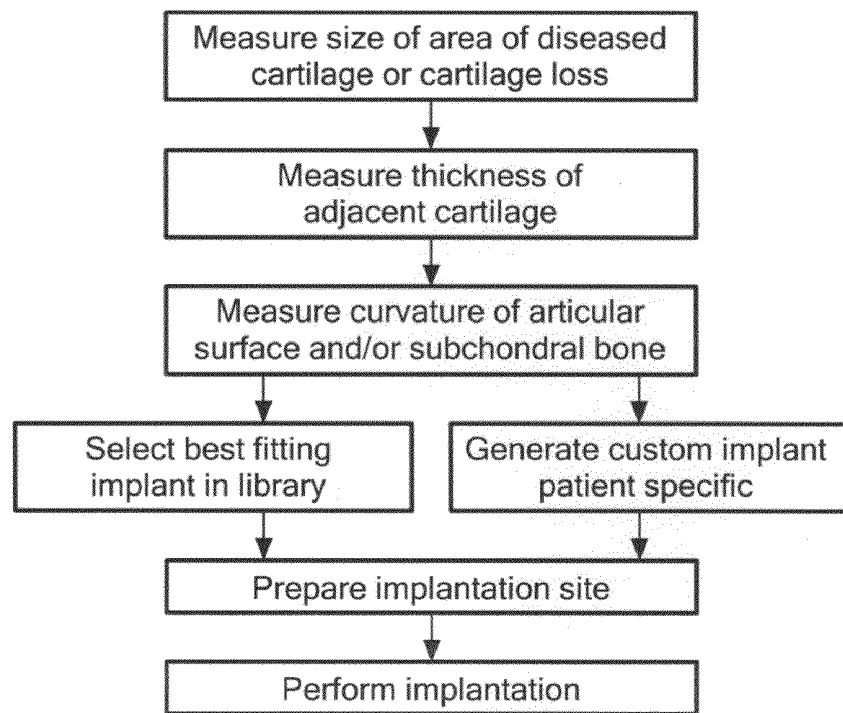 Measure size of area of diseased
cartilage or cartilage loss
Measure thickness of
adjacent cartilage
Measure curvature of articular
surface and/or subchondral bone
Select best fitting
implant in library
Generate custom implant
patient specific
Prepare implantation site
Perform implantation